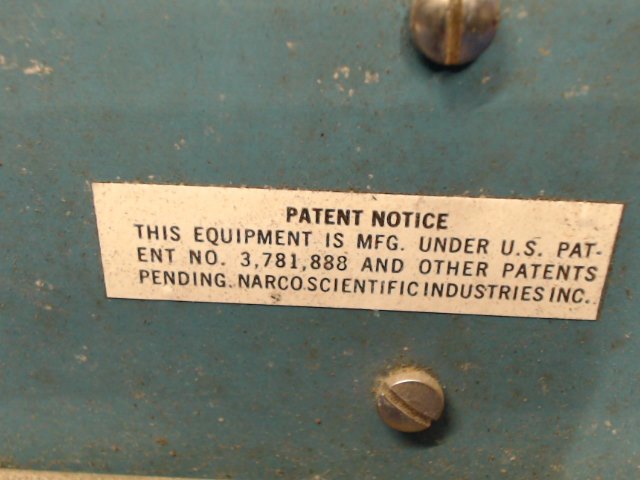 PATENT NOTICE
THIS EQUIPMENT IS MFG. UNDER U.S. PAT-
ENT NO. 3,781,888 AND OTHER PATENTS
PENDING. NARCO SCIENTIFIC INDUSTRIES INC.